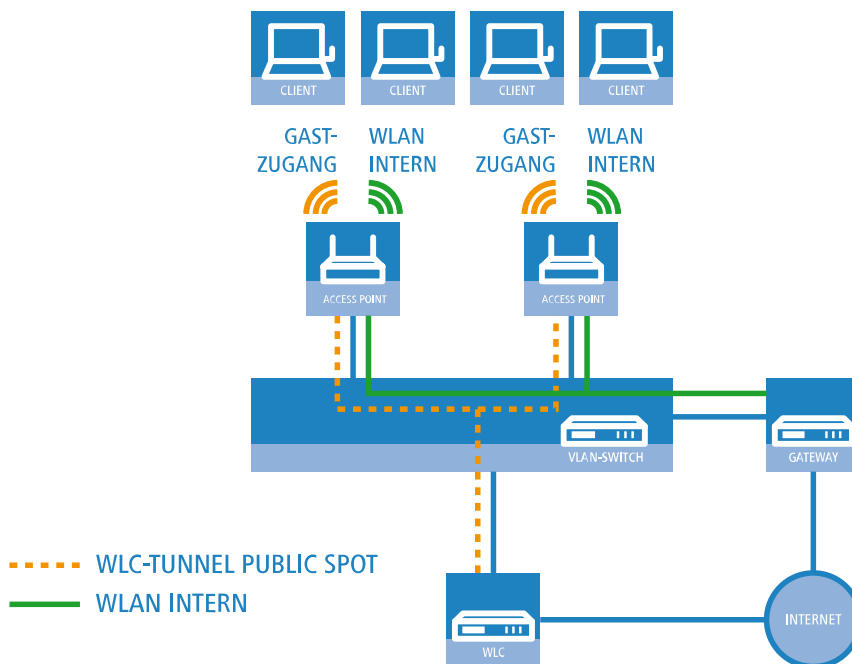 CLIENT
CLIENT
CLIENT
CLIENT
GAST-
ZUGANG
WLAN
INTERN
GAST-
ZUGANG
WLAN
INTERN
ACCESS POINT
ACCESS POINT
VLAN-SWITCH
GATEWAY
WLC-TUNNEL PUBLIC SPOT
WLAN INTERN
WLC
INTERNET